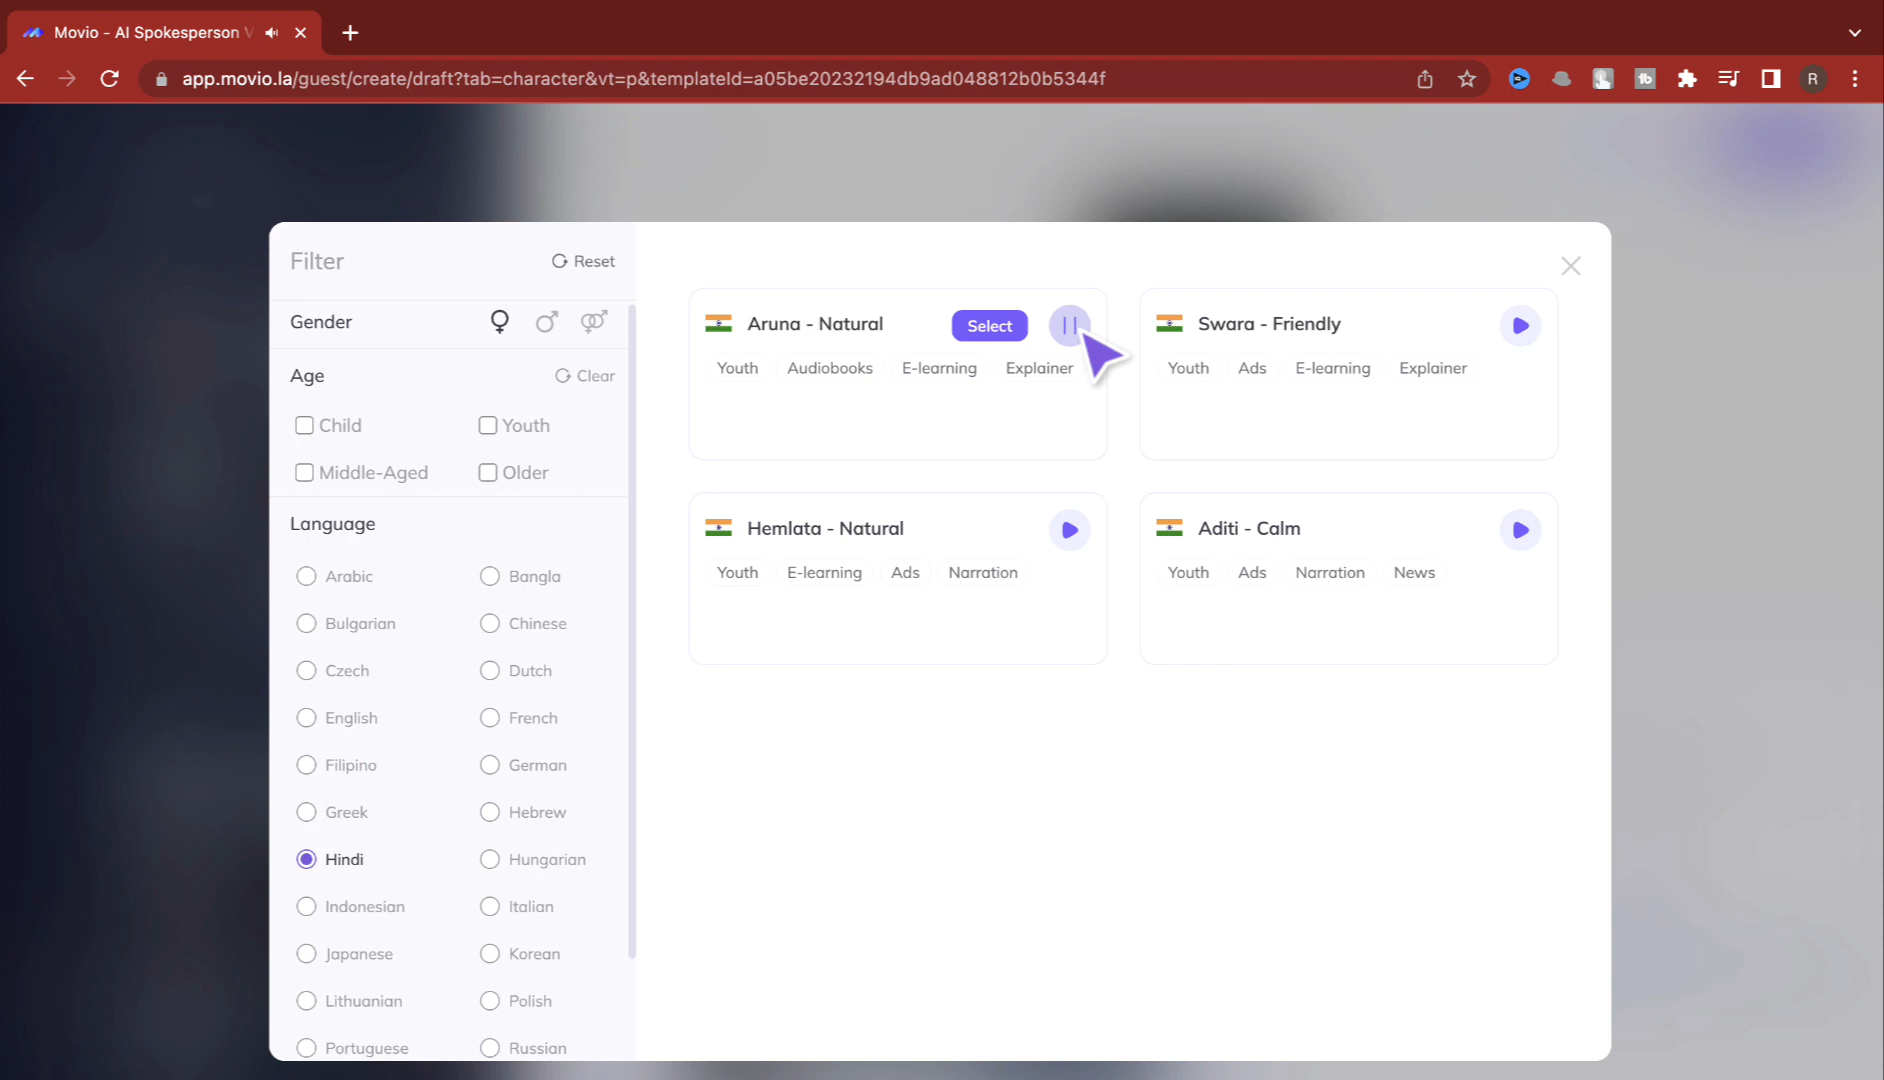 Movio - AI Spokesperson V
app.movio.la/guest/create/draft?tab=character&vt=p&templateId=a05be20232194db9ad048812b0b5344f
tb
R
Filter
Reset
Gender
Age
Clear
Child
Youth
Middle-Aged
Older
Language
Arabic
Bangla
Bulgarian
Chinese
Czech
Dutch
English
French
Filipino
German
Greek
Hebrew
Hindi
Hungarian
Indonesian
Italian
Japanese
Korean
Lithuanian
Polish
Portuguese
Russian
Aruna - Natural
Select
Youth Audiobooks E-learning Explainer
Swara - Friendly
Youth Ads E-learning Explainer
Hemlata - Natural
Youth E-learning Ads Narration
Aditi - Calm
Youth Ads Narration News